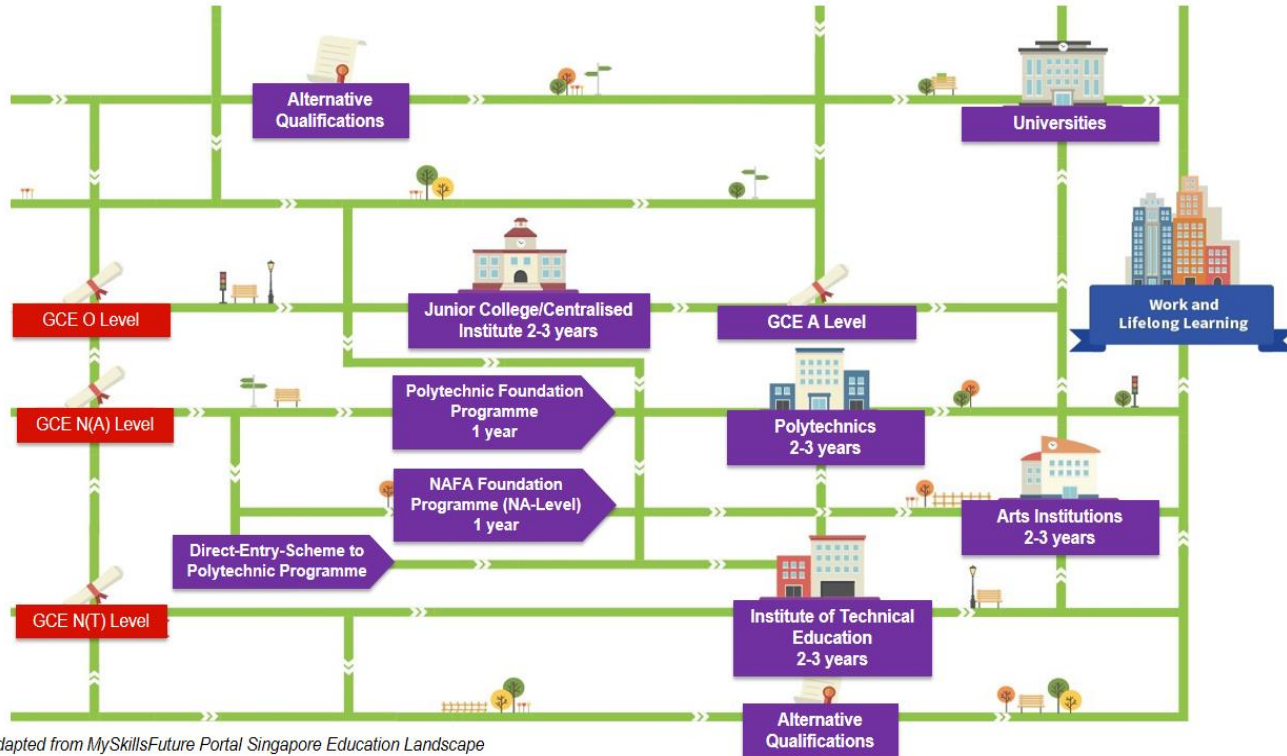 Alternative
Qualifications
Universities
GCE O Level
Junior College/Centralised
Institute 2-3 years
GCE A Level
Work and
Lifelong Learning
GCE N(A) Level
Polytechnic Foundation
Programme
1 year
Polytechnics
2-3 years
NAFA Foundation
Programme (NA-Level)
1 year
Arts Institutions
2-3 years
Direct-Entry-Scheme to
Polytechnic Programme
GCE N(T) Level
Institute of Technical
Education
2-3 years
Alternative
Qualifications
dapted from MySkillsFuture Portal Singapore Education Landscape